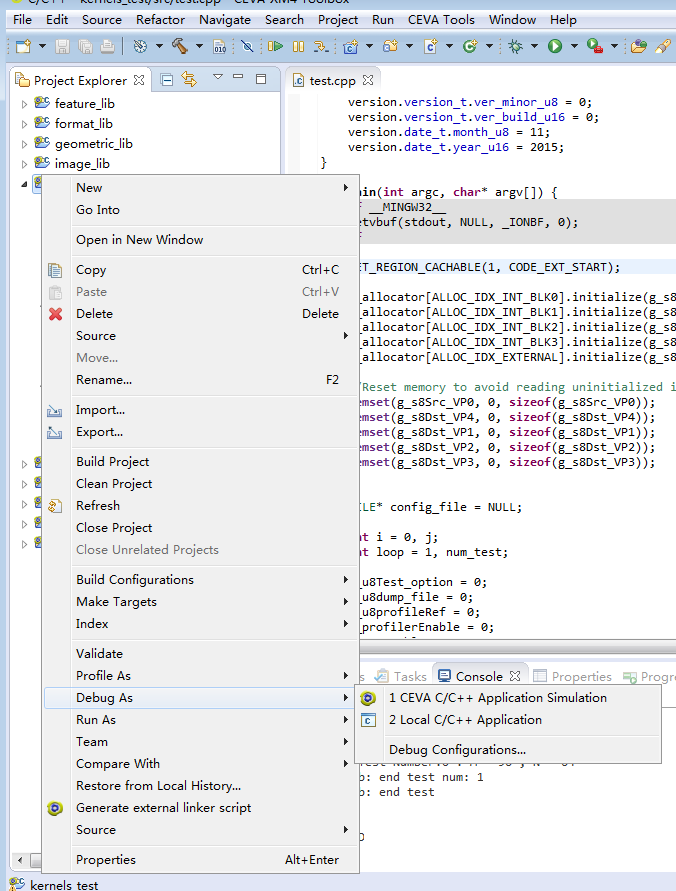 kernels_test/src/test.cpp - CEVA-XM4 Toolbox
File Edit Source Refactor Navigate Search Project Run CEVA Tools Window Help
Project Explorer
test.cpp
feature_lib
format_lib
geometric_lib
image_lib
version.version_t.ver_minor_u8 = 0;
version.version_t.ver_build_u16 = 0;
version.date_t.month_u8 = 11;
version.date_t.year_u16 = 2015;
}
(int argc, char* argv[]) {
__MINGW32__
(stdout, NULL, _IONBF, 0);
_REGION_CACHABLE(1, CODE_EXT_START);
_allocator[ALLOC_IDX_INT_BLK0].initialize(g_s8
_allocator[ALLOC_IDX_INT_BLK1].initialize(g_s8
_allocator[ALLOC_IDX_INT_BLK2].initialize(g_s8
_allocator[ALLOC_IDX_INT_BLK3].initialize(g_s8
_allocator[ALLOC_IDX_EXTERNAL].initialize(g_s8
/Reset memory to avoid reading uninitialized i
emset(g_s8Src_VP0, 0, sizeof(g_s8Src_VP0));
emset(g_s8Dst_VP4, 0, sizeof(g_s8Dst_VP4));
emset(g_s8Dst_VP1, 0, sizeof(g_s8Dst_VP1));
emset(g_s8Dst_VP2, 0, sizeof(g_s8Dst_VP2));
emset(g_s8Dst_VP3, 0, sizeof(g_s8Dst_VP3));
ILE* config_file = NULL;
t i = 0, j;
t loop = 1, num_test;
_u8Test_option = 0;
_u8dump_file = 0;
_u8profileRef = 0;
_profilerEnable = 0;
New
Go Into
Open in New Window
Copy Ctrl+C
Paste Ctrl+V
Delete Delete
Source
Move...
Rename... F2
Import...
Export...
Build Project
Clean Project
Refresh
Close Project
Close Unrelated Projects
Build Configurations
Make Targets
Index
Validate
Profile As
Debug As
Run As
Team
Compare With
Restore from Local History...
Generate external linker script
Source
Properties Alt+Enter
Tasks Console Properties Progr
1 CEVA C/C++ Application Simulation
2 Local C/C++ Application
Debug Configurations...
: end test num: 1
: end test
kernels_test